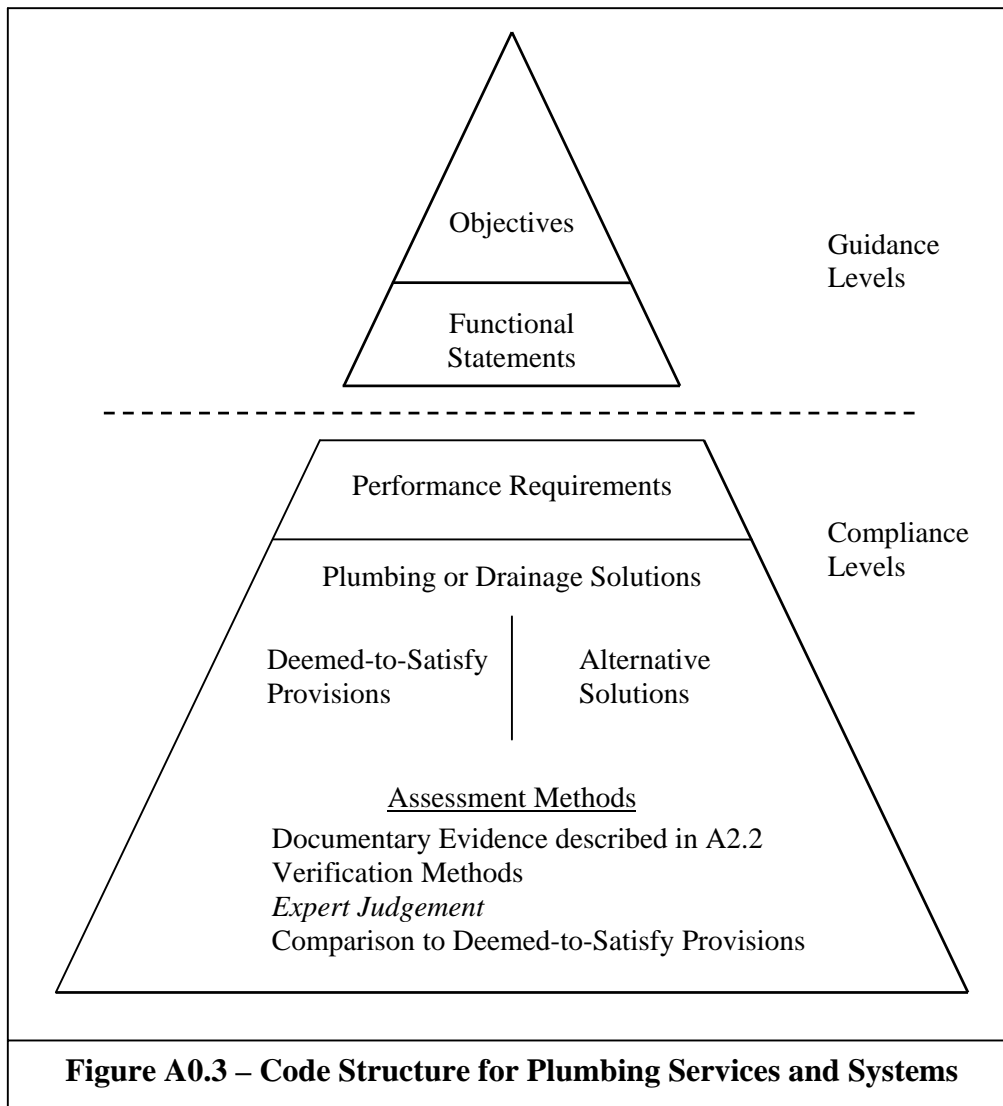 Objectives
Guidance
Levels
Functional
Statements
Performance Requirements
Compliance
Levels
Plumbing or Drainage Solutions
Deemed-to-Satisfy
Provisions
Alternative
Solutions
Assessment Methods
Documentary Evidence described in A2.2
Verification Methods
Expert Judgement
Comparison to Deemed-to-Satisfy Provisions
Figure A0.3 – Code Structure for Plumbing Services and Systems